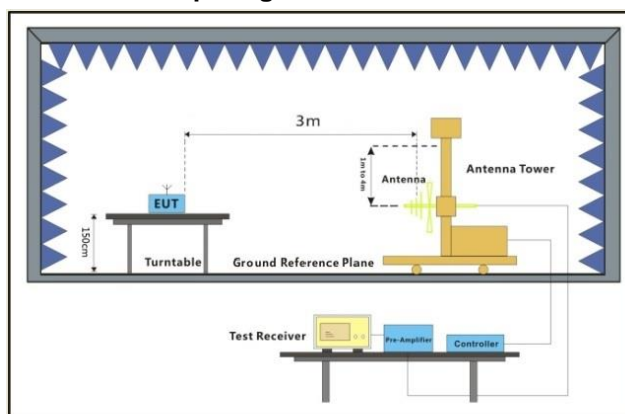 3m
1m to 4m
Antenna
Antenna Tower
EUT
150cm
Turntable
Ground Reference Plane
Test Receiver
Pre-Amplifier
Controller